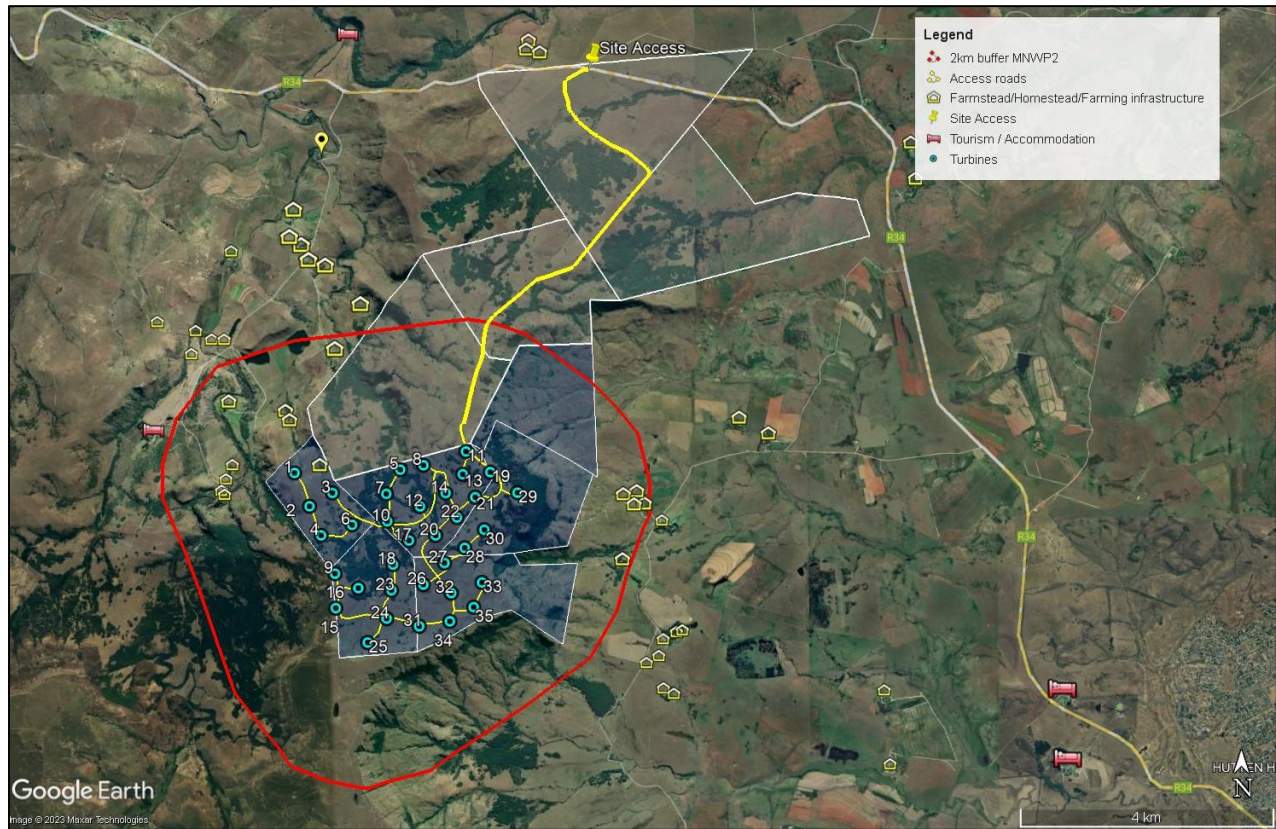 Site Access
R34
Legend
2km buffer MNWP2
Access roads
Farmstead/Homestead/Farming infrastructure
Site Access
Tourism / Accommodation
Turbines
R34
1
5
8
11
3
7
13
19
2
12
14
21
29
4
6
10
22
17
20
30
9
18
27
28
16
23
26
32
33
15
24
31
34
35
25
R34
Google Earth
Image © 2023 Maxar Technologies
N
R34
4 km